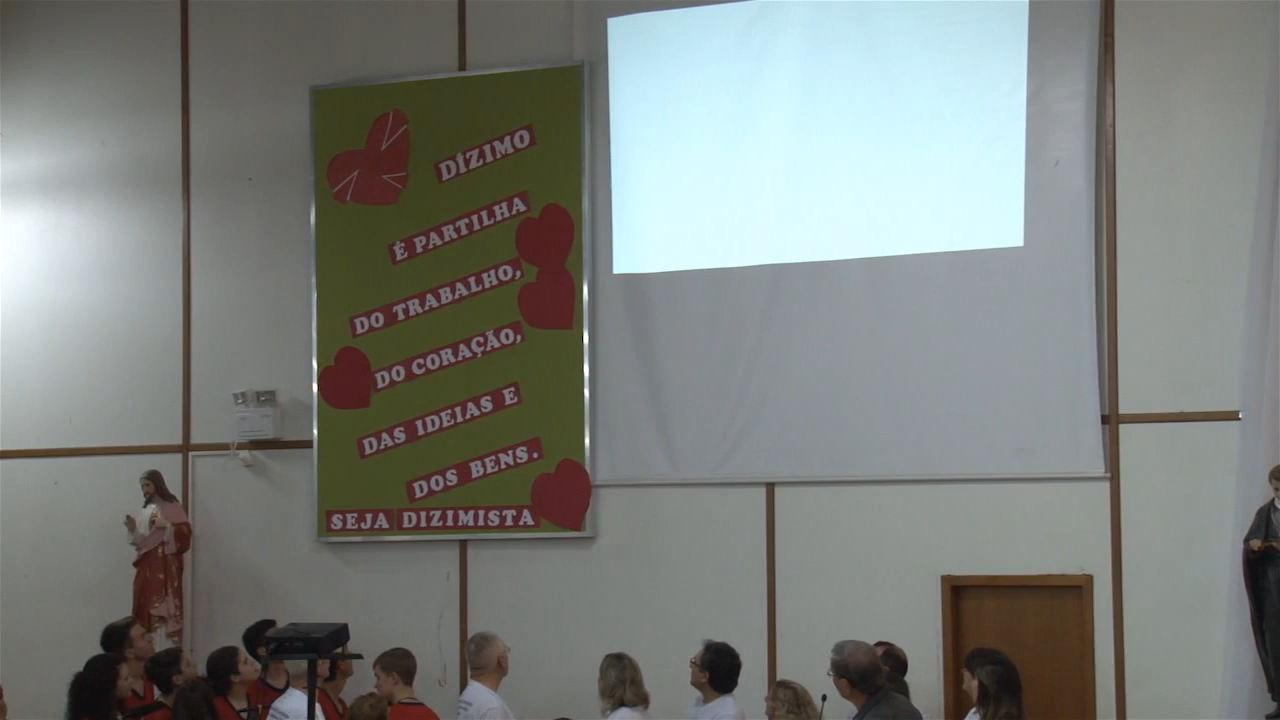 DÍZIMO
É PARTILHA
DO TRABALHO,
DO CORAÇÃO,
DAS IDEIAS E
DOS BENS.
SEJA DIZIMISTA